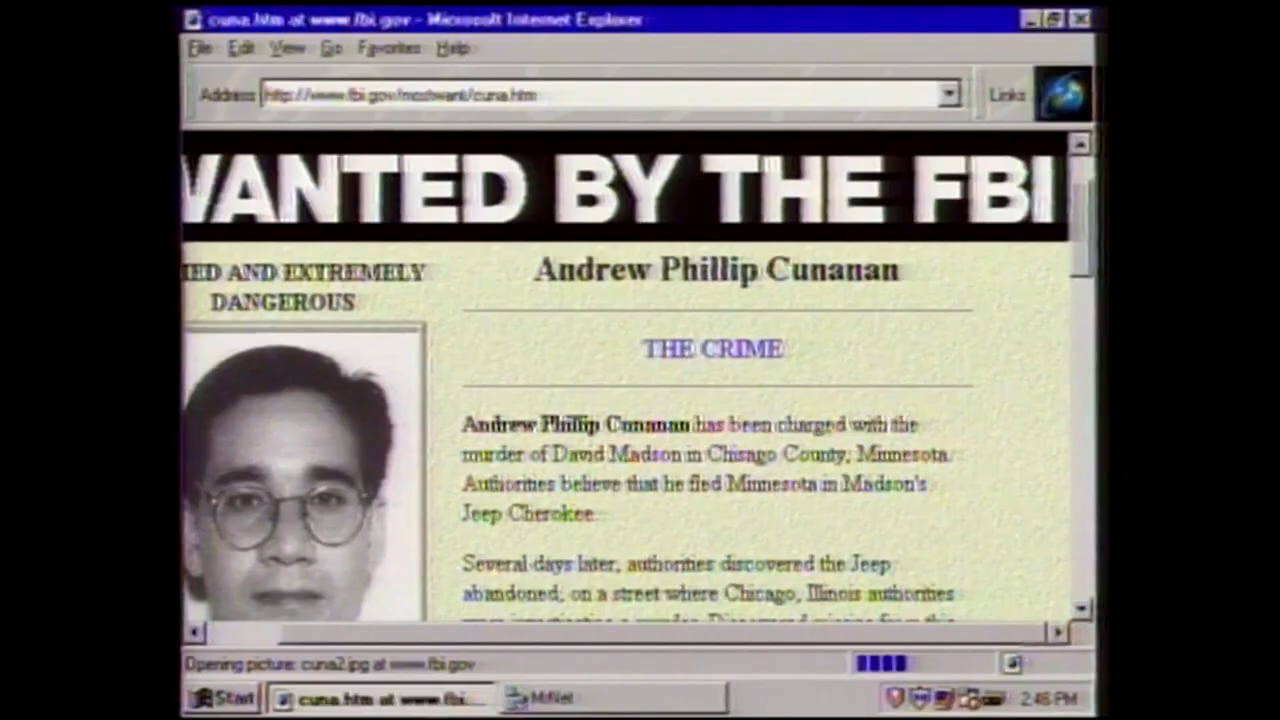 cuna.htm at www.fbi.gov - Microsoft Internet Explorer
File Edit View Go Favorites Help
Address http://www.fbi.gov/mostwant/cuna.htm Links
WANTED BY THE FBI
ED AND EXTREMELY
DANGEROUS
Andrew Phillip Cunanan
THE CRIME
Andrew Phillip Cunanan has been charged with the
murder of David Madson in Chisago County, Minnesota.
Authorities believe that he fled Minnesota in Madson's
Jeep Cherokee.
Several days later, authorities discovered the Jeep
abandoned, on a street where Chicago, Illinois authorities
Opening picture: cuna2.jpg at www.fbi.gov
Start cuna.htm at www.fbi... 2:46 PM